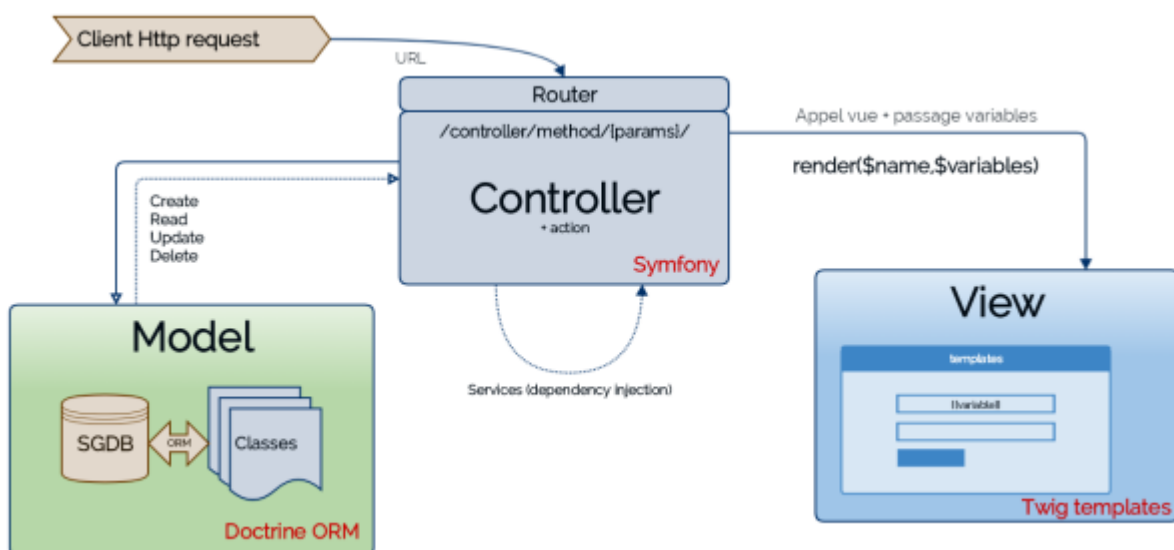 Client Http request
URL
Router
/controller/method/{params}/
Controller
+ action
Symfony
Appel vue + passage variables
render($name,$variables)
Create
Read
Update
Delete
Services (dependency injection)
Model
SGDB
ORM
Classes
Doctrine ORM
View
templates
{{variable}}
Twig templates